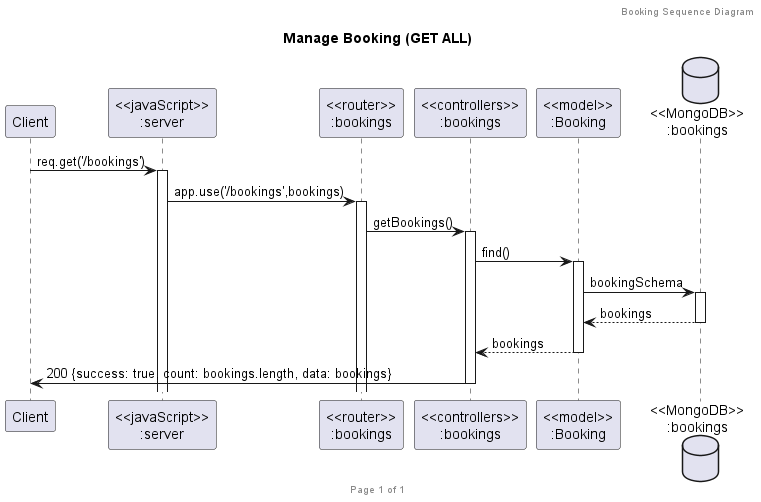 Booking Sequence Diagram
Manage Booking (GET ALL)
Client
<<javaScript>>
:server
<<router>>
:bookings
<<controllers>>
:bookings
<<model>>
:Booking
<<MongoDB>>
:bookings
req.get('/bookings')
app.use('/bookings',bookings)
getBookings()
find()
bookingSchema
bookings
bookings
200 {success: true, count: bookings.length, data: bookings}
Client
<<javaScript>>
:server
<<router>>
:bookings
<<controllers>>
:bookings
<<model>>
:Booking
<<MongoDB>>
:bookings
Page 1 of 1